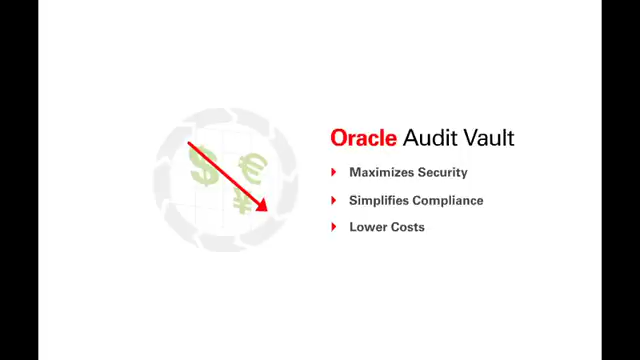 Oracle Audit Vault
Maximizes Security
Simplifies Compliance
Lower Costs
$ €
¥